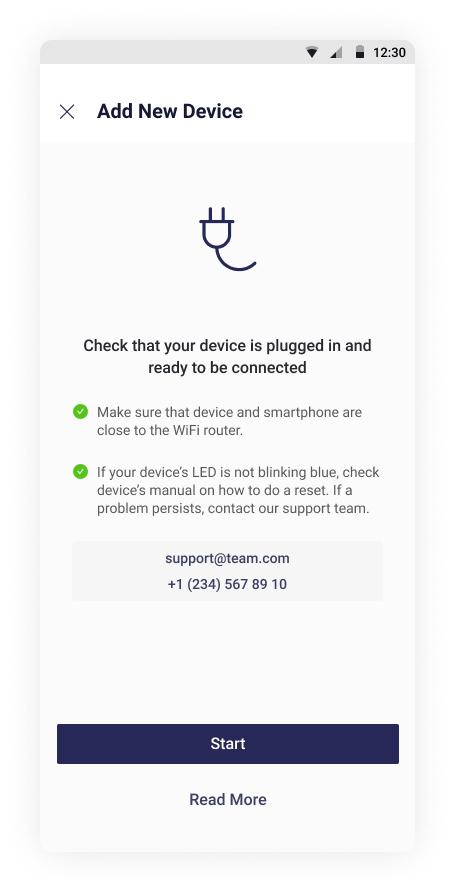 12:30
Add New Device
Check that your device is plugged in and
ready to be connected
Make sure that device and smartphone are
close to the WiFi router.
If your device’s LED is not blinking blue, check
device’s manual on how to do a reset. If a
problem persists, contact our support team.
support@team.com
+1 (234) 567 89 10
Start
Read More